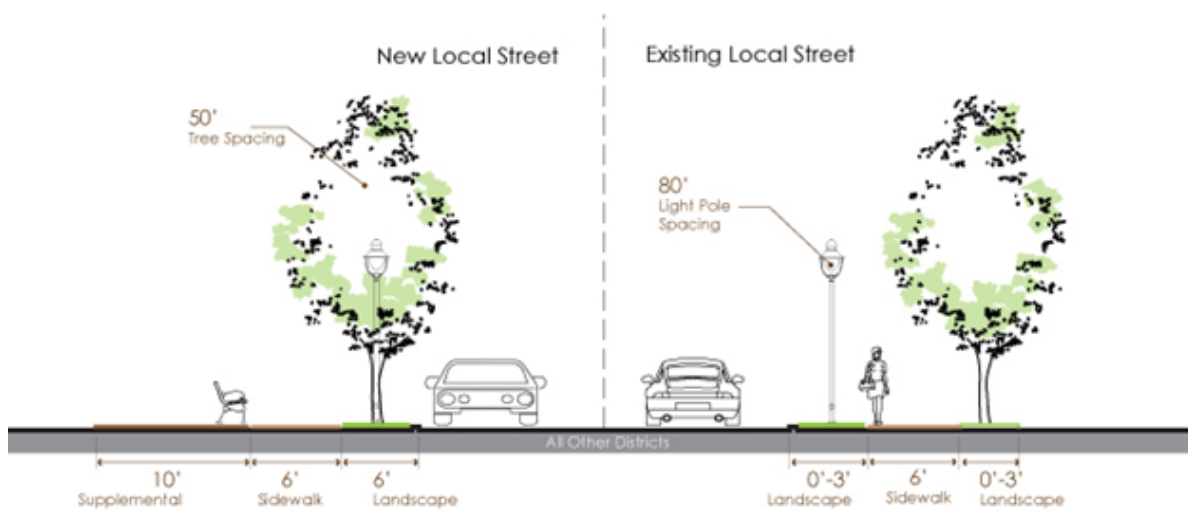 New Local Street
Existing Local Street
50'
Tree Spacing
80'
Light Pole
Spacing
All Other Districts
10'
Supplemental
6'
Sidewalk
6'
Landscape
0'-3'
Landscape
6'
Sidewalk
0'-3'
Landscape